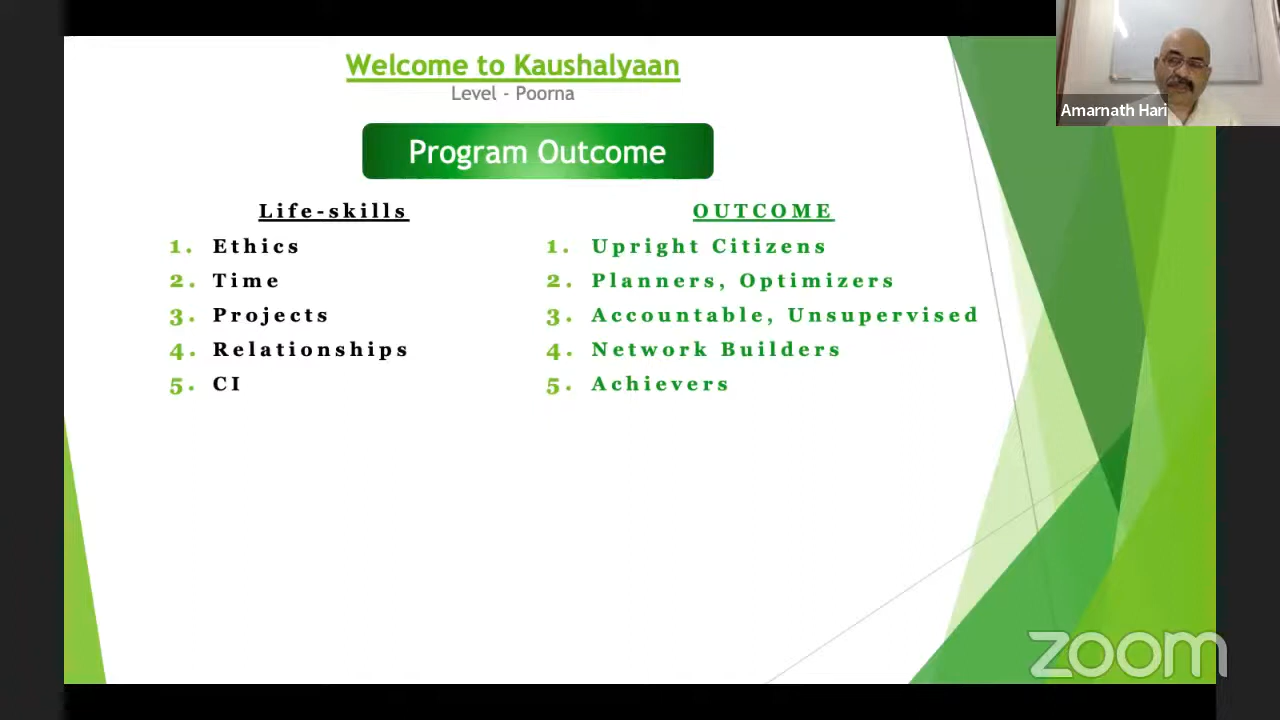 Welcome to Kaushalyaan
Level - Poorna
Program Outcome
Life-skills
1. Ethics
2. Time
3. Projects
4. Relationships
5. CI
OUTCOME
1. Upright Citizens
2. Planners, Optimizers
3. Accountable, Unsupervised
4. Network Builders
5. Achievers
Amarnath Hari
zoom